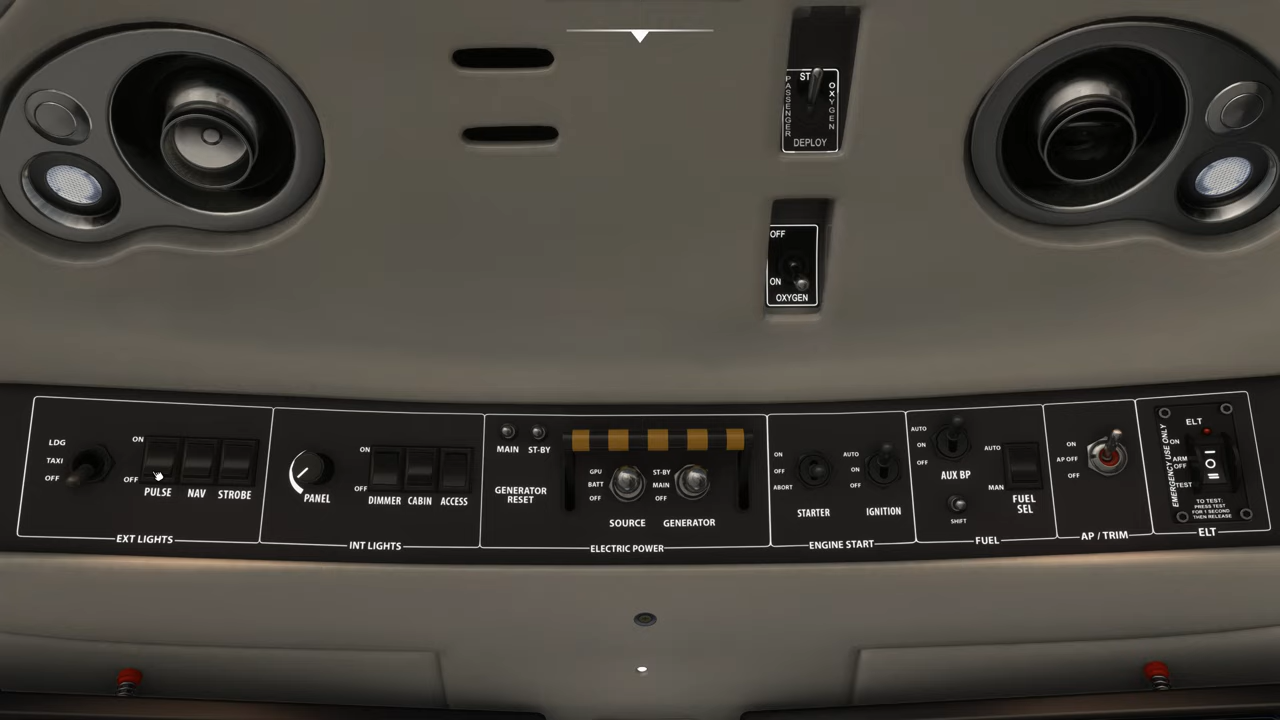 ST
PASSENGER
OXYGEN
DEPLOY
OFF
ON
OXYGEN
LDG
TAXI
OFF
ON
OFF
PULSE
NAV
STROBE
EXT LIGHTS
PANEL
ON
OFF
DIMMER
CABIN
ACCESS
INT LIGHTS
MAIN
ST-BY
GENERATOR
RESET
GPU
BATT
OFF
SOURCE
ST-BY
MAIN
OFF
GENERATOR
ELECTRIC POWER
ON
OFF
ABORT
STARTER
AUTO
ON
OFF
IGNITION
ENGINE START
AUTO
ON
OFF
AUX BP
SHIFT
AUTO
MAN
FUEL
SEL
FUEL
ON
AP OFF
OFF
AP / TRIM
EMERGENCY USE ONLY
ELT
ON
ARM
OFF
TEST
TO TEST:
PRESS TEST
FOR 1 SECOND
THEN RELEASE
ELT